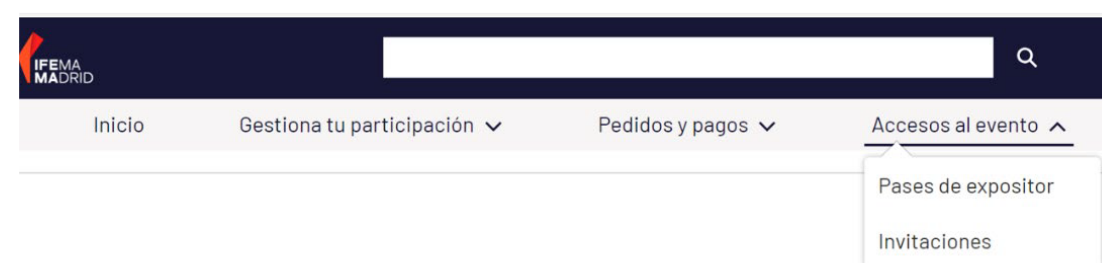 IFEMA
MADRID
Inicio Gestiona tu participación Pedidos y pagos Accesos al evento
Pases de expositor
Invitaciones